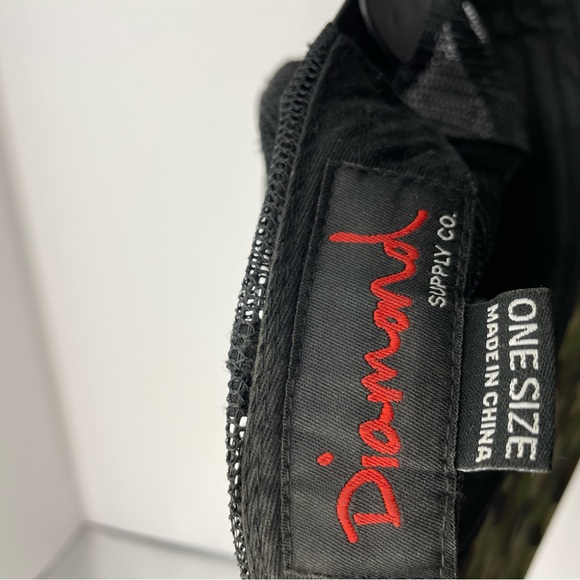 Diamond
SUPPLY CO.
ONE SIZE
MADE IN CHINA